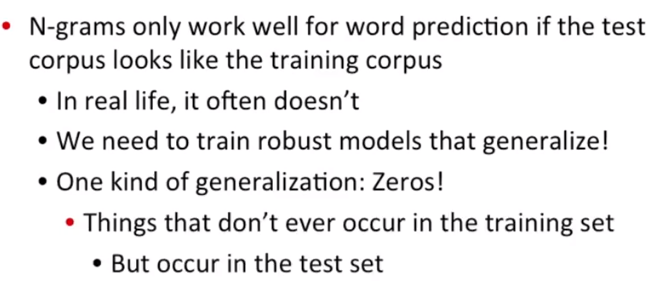 • N-grams only work well for word prediction if the test
corpus looks like the training corpus
• In real life, it often doesn't
• We need to train robust models that generalize!
• One kind of generalization: Zeros!
• Things that don't ever occur in the training set
• But occur in the test set